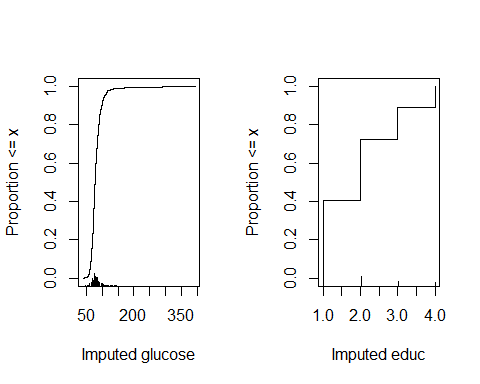 Proportion <= x
0.0 0.2 0.4 0.6 0.8 1.0
50 200 350
Imputed glucose
Proportion <= x
0.0 0.2 0.4 0.6 0.8 1.0
1.0 2.0 3.0 4.0
Imputed educ